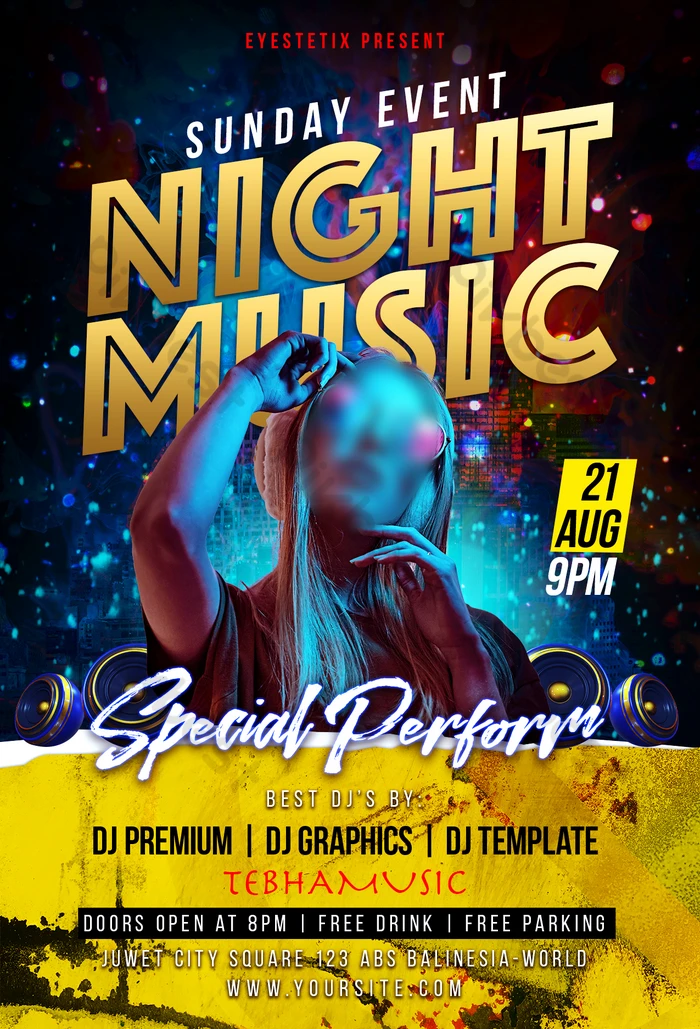 EYESTETIX PRESENT
SUNDAY EVENT
NIGHT
MUSIC
21
AUG
9PM
Special Perform
BEST DJ'S BY:
DJ PREMIUM | DJ GRAPHICS | DJ TEMPLATE
TEBHAMUSIC
DOORS OPEN AT 8PM | FREE DRINK | FREE PARKING
JUWET CITY SQUARE 123 ABS BALINESIA-WORLD
WWW.YOURSITE.COM